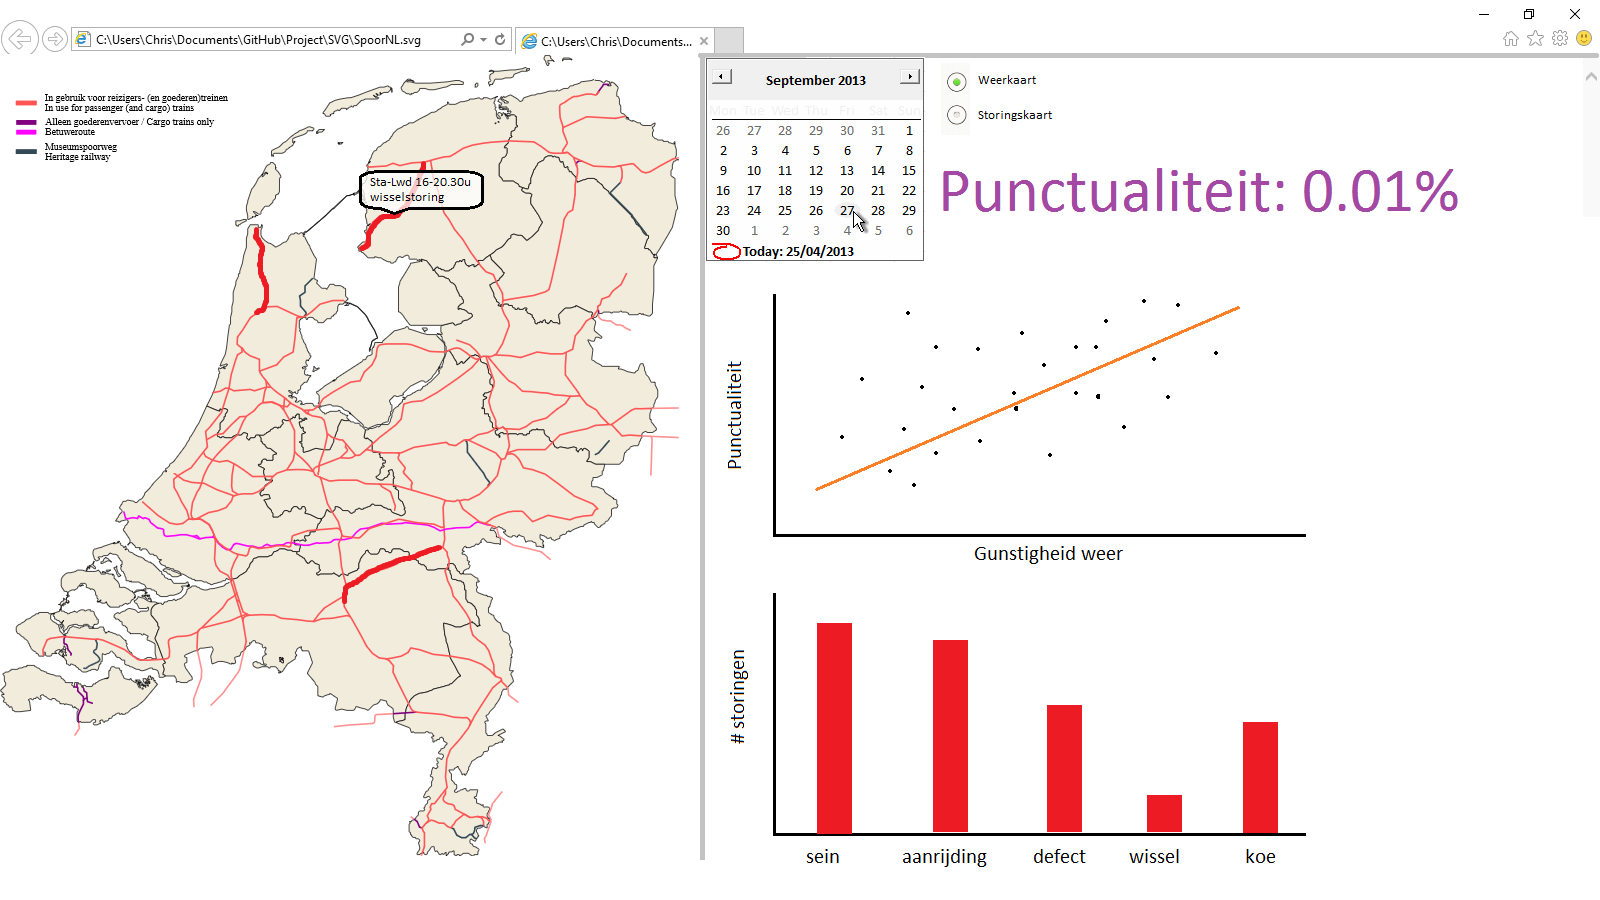 C:\Users\Chris\Documents\GitHub\Project\SVG\SpoorNL.svg
C:\Users\Chris\Documents...
In gebruik voor reizigers- (en goederen)treinen
In use for passenger (and cargo) trains
Alleen goederenvervoer / Cargo trains only
Betuweroute
Museumspoorweg
Heritage railway
Sta-Lwd 16-20.30u
wisselstoring
September 2013
Mon Tue Wed Thu Fri Sat Sun
26 27 28 29 30 31 1
2 3 4 5 6 7 8
9 10 11 12 13 14 15
16 17 18 19 20 21 22
23 24 25 26 27 28 29
30 1 2 3 4 5 6
Today: 25/04/2013
Weerkaart
Storingskaart
Punctualiteit: 0.01%
Punctualiteit
Gunstigheid weer
# storingen
sein aanrijding defect wissel koe